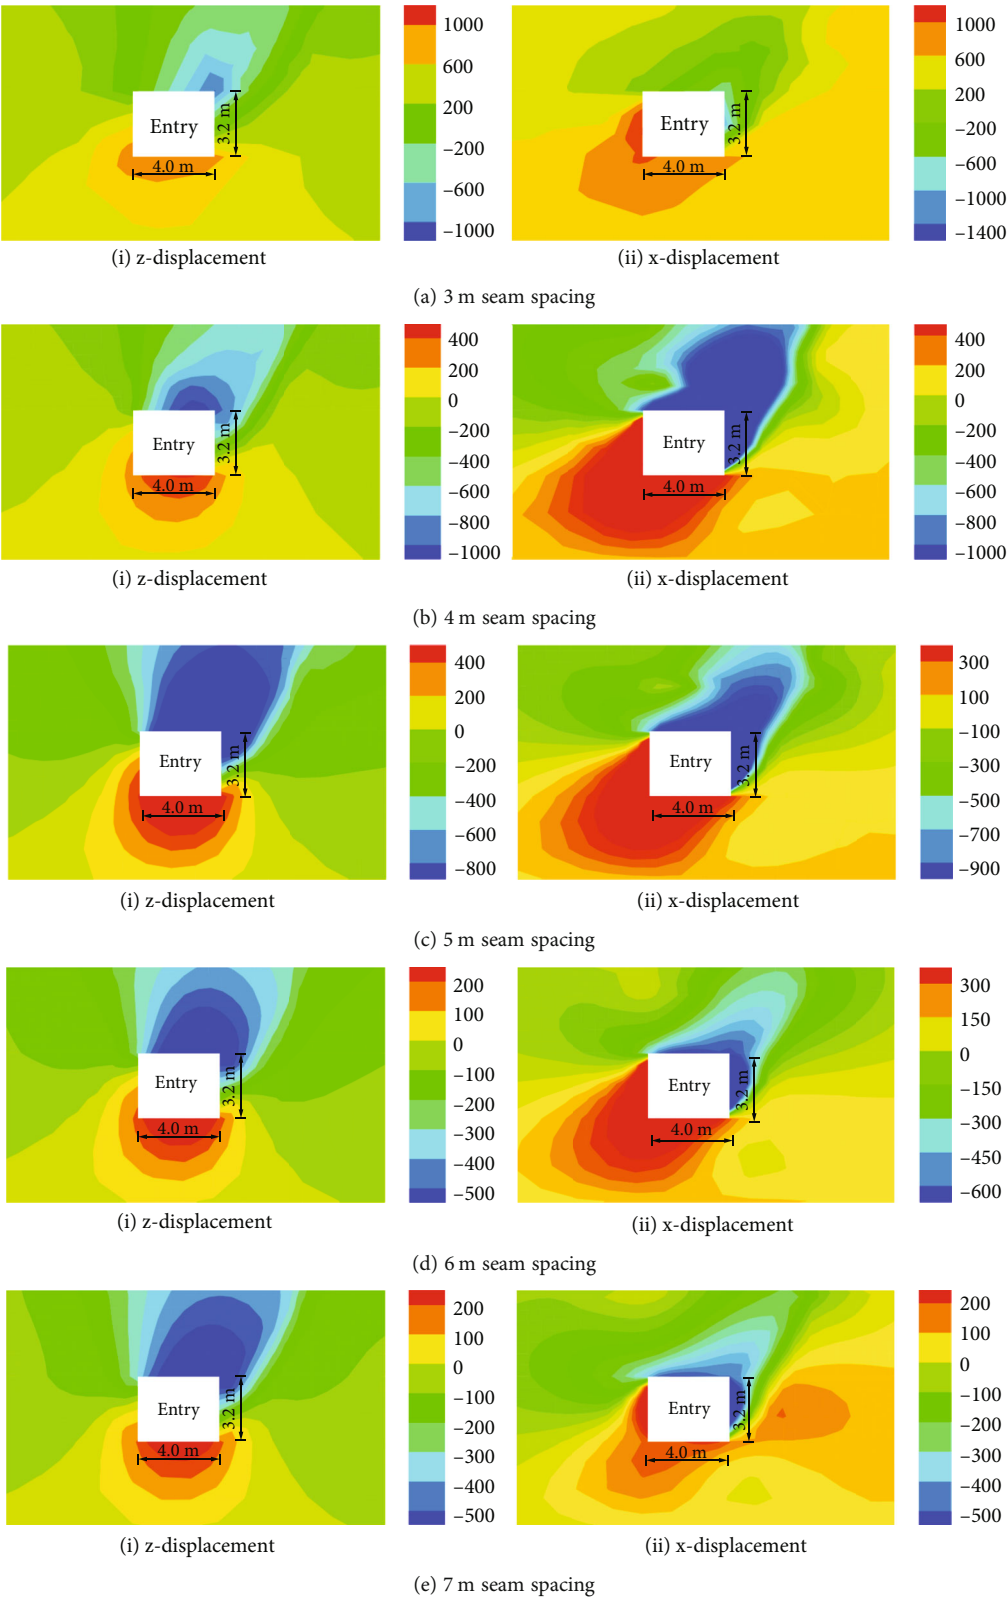 Entry
3.2 m
4.0 m
1000
600
200
–200
–600
–1000
(i) z-displacement
Entry
3.2 m
4.0 m
1000
600
200
–200
–600
–1000
–1400
(ii) x-displacement
(a) 3 m seam spacing
Entry
3.2 m
4.0 m
400
200
0
–200
–400
–600
–800
–1000
(i) z-displacement
Entry
3.2 m
4.0 m
400
200
0
–200
–400
–600
–800
–1000
(ii) x-displacement
(b) 4 m seam spacing
Entry
3.2 m
4.0 m
400
200
0
–200
–400
–600
–800
(i) z-displacement
Entry
3.2 m
4.0 m
300
100
–100
–300
–500
–700
–900
(ii) x-displacement
(c) 5 m seam spacing
Entry
3.2 m
4.0 m
200
100
0
–100
–200
–300
–400
–500
(i) z-displacement
Entry
3.2 m
4.0 m
300
150
0
–150
–300
–450
–600
(ii) x-displacement
(d) 6 m seam spacing
Entry
3.2 m
4.0 m
200
100
0
–100
–200
–300
–400
–500
(i) z-displacement
Entry
3.2 m
4.0 m
200
100
0
–100
–200
–300
–400
–500
(ii) x-displacement
(e) 7 m seam spacing